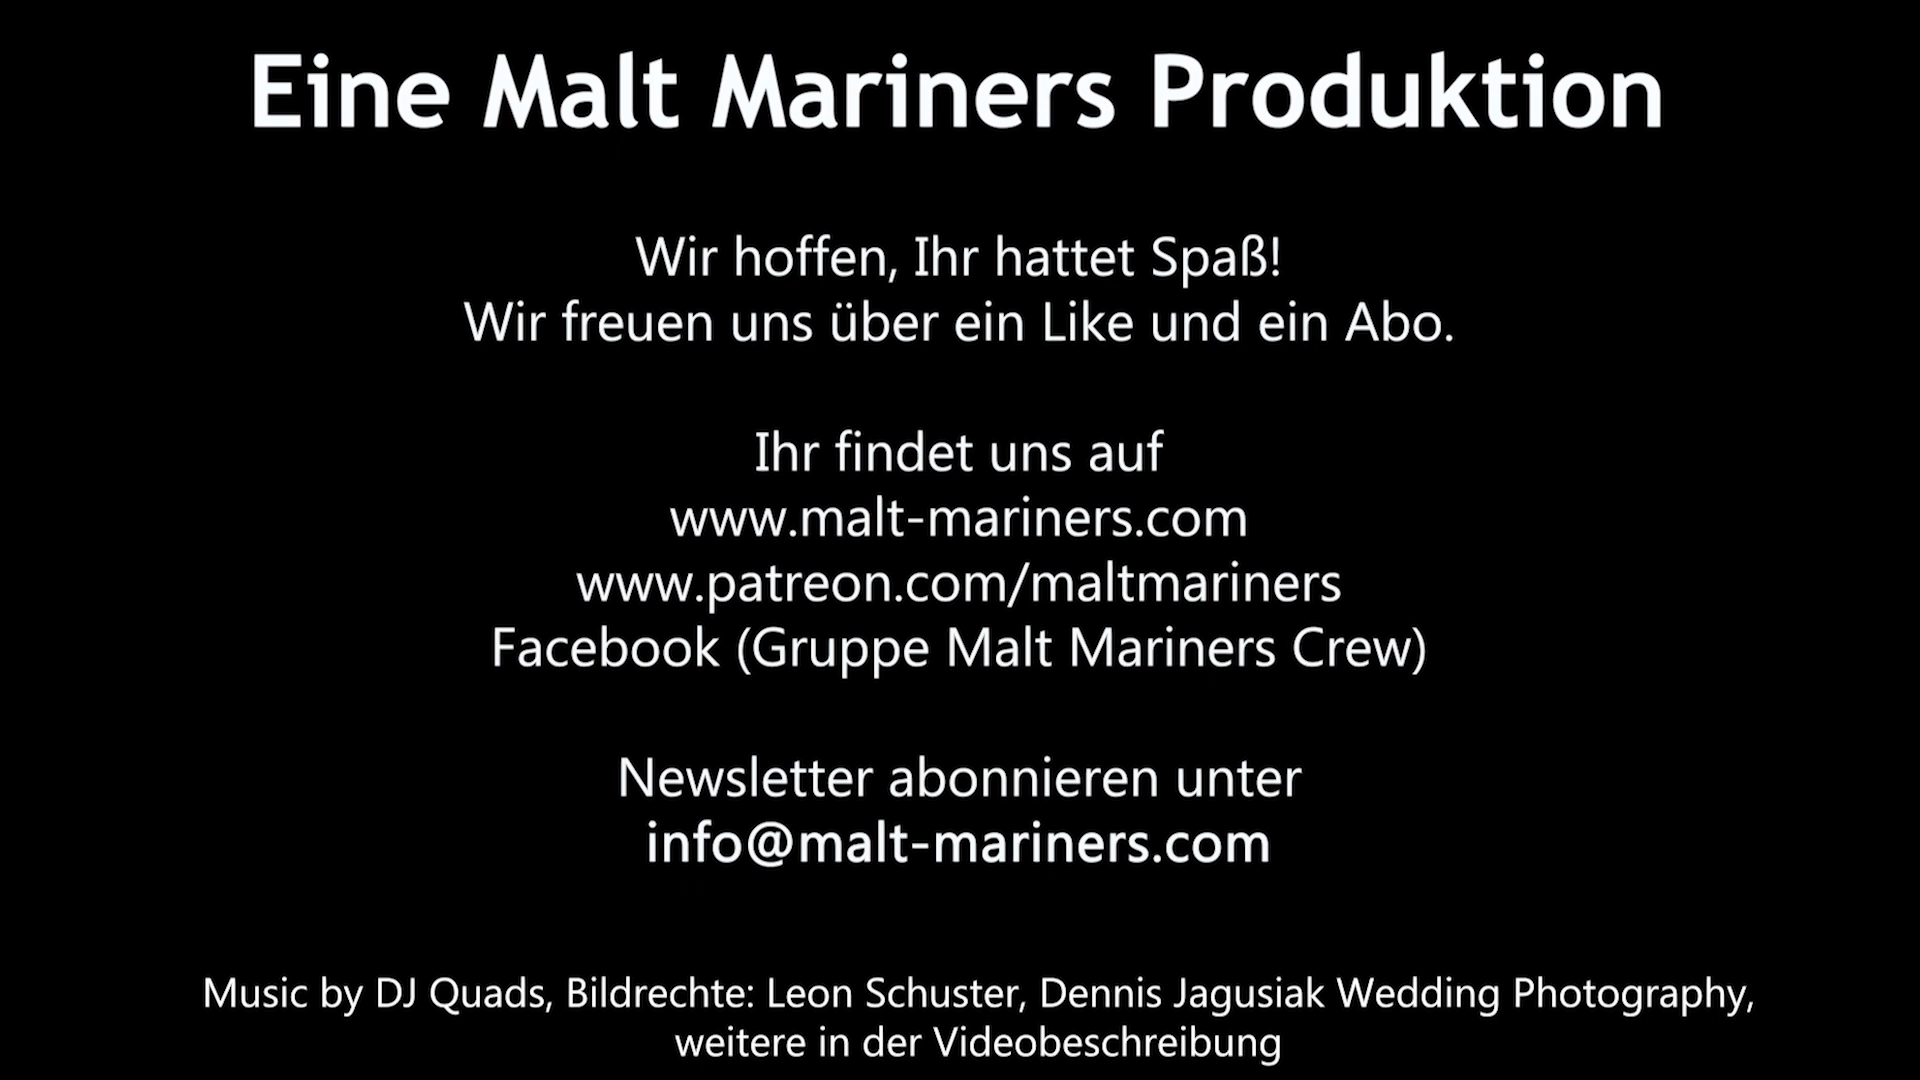 Eine Malt Mariners Produktion
Wir hoffen, Ihr hattet Spaß!
Wir freuen uns über ein Like und ein Abo.
Ihr findet uns auf
www.malt-mariners.com
www.patreon.com/maltmariners
Facebook (Gruppe Malt Mariners Crew)
Newsletter abonnieren unter
info@malt-mariners.com
Music by DJ Quads, Bildrechte: Leon Schuster, Dennis Jagusiak Wedding Photography,
weitere in der Videobeschreibung